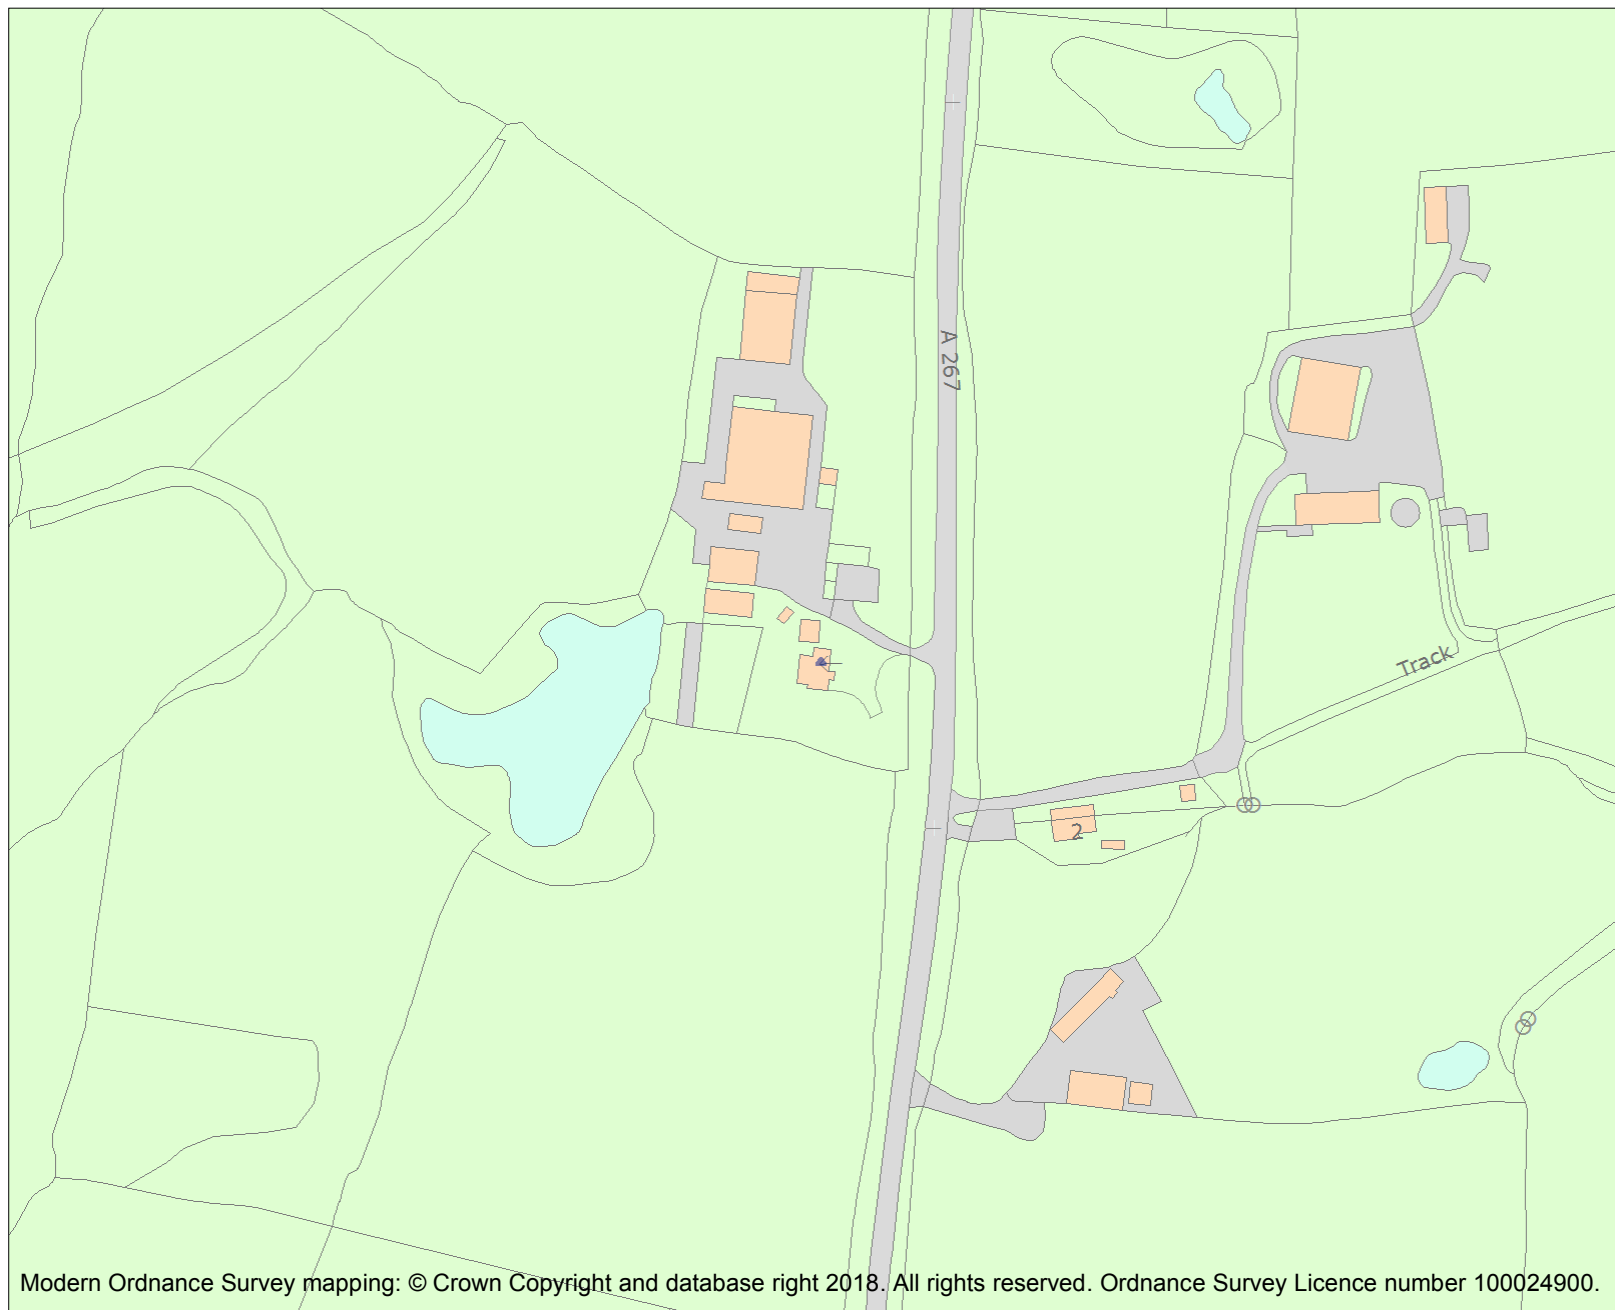 A 267
Track
2
Modern Ordnance Survey mapping: © Crown Copyright and database right 2018. All rights reserved. Ordnance Survey Licence number 100024900.